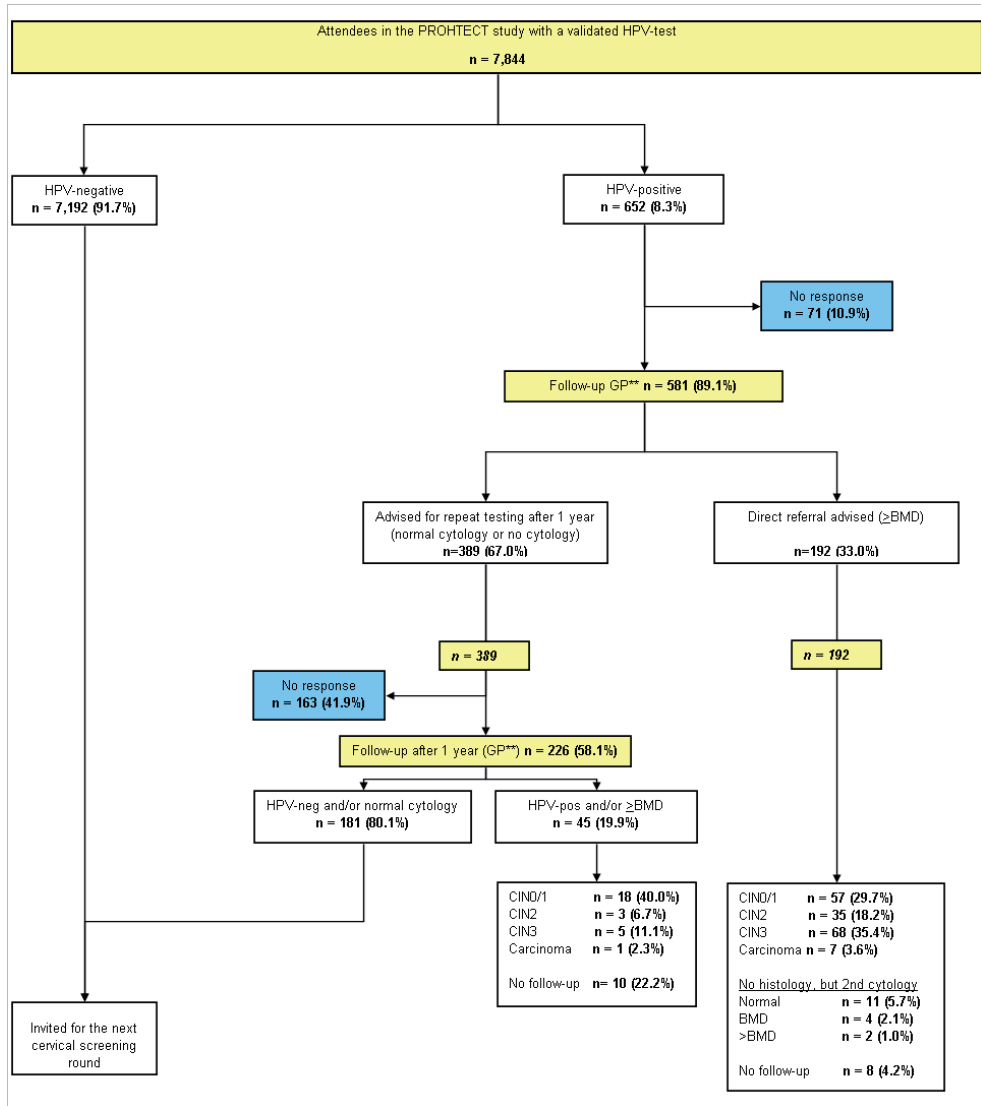 Attendees in the PROHTECT study with a validated HPV-test
n = 7,844
HPV-negative
n = 7,192 (91.7%)
HPV-positive
n = 652 (8.3%)
No response
n = 71 (10.9%)
Follow-up GP** n = 581 (89.1%)
Advised for repeat testing after 1 year
(normal cytology or no cytology)
n=389 (67.0%)
Direct referral advised (≥BMD)
n=192 (33.0%)
n = 389
n = 192
No response
n = 163 (41.9%)
Follow-up after 1 year (GP**) n = 226 (58.1%)
HPV-neg and/or normal cytology
n = 181 (80.1%)
HPV-pos and/or ≥BMD
n = 45 (19.9%)
CIN0/1 n = 18 (40.0%)
CIN2 n = 3 (6.7%)
CIN3 n = 5 (11.1%)
Carcinoma n = 1 (2.3%)
No follow-up n= 10 (22.2%)
CIN0/1 n = 57 (29.7%)
CIN2 n = 35 (18.2%)
CIN3 n = 68 (35.4%)
Carcinoma n = 7 (3.6%)
No histology, but 2nd cytology
Normal n = 11 (5.7%)
BMD n = 4 (2.1%)
>BMD n = 2 (1.0%)
No follow-up n = 8 (4.2%)
Invited for the next
cervical screening
round